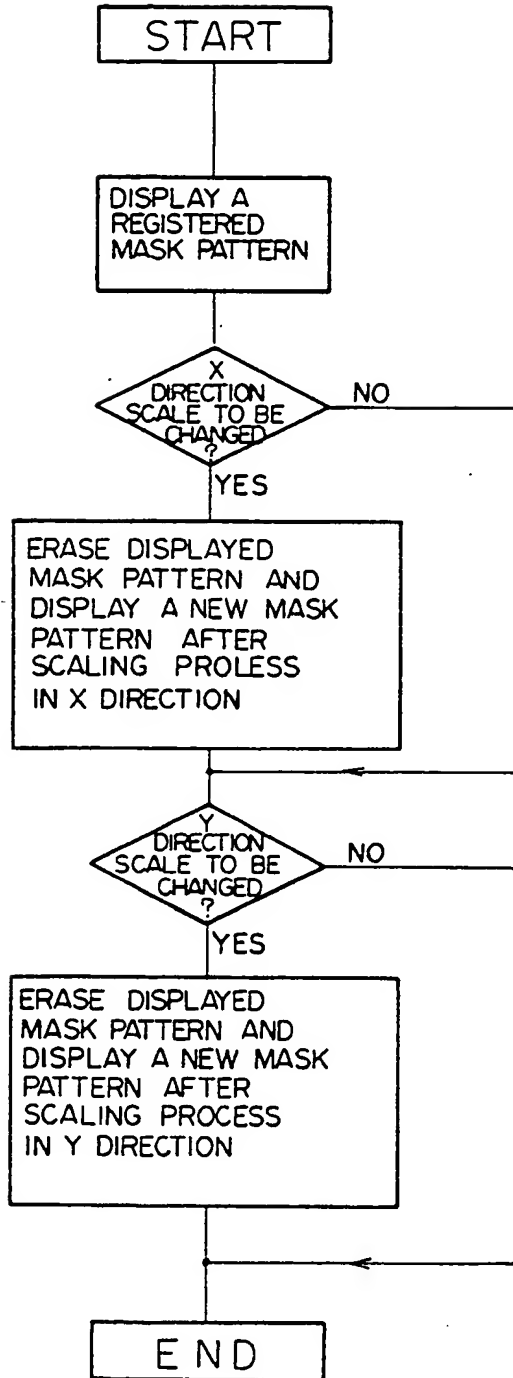 START
DISPLAY A
REGISTERED
MASK PATTERN
X
DIRECTION
SCALE TO BE
CHANGED
?
NO
YES
ERASE DISPLAYED
MASK PATTERN AND
DISPLAY A NEW MASK
PATTERN AFTER
SCALING PROLESS
IN X DIRECTION
Y
DIRECTION
SCALE TO BE
CHANGED
?
NO
YES
ERASE DISPLAYED
MASK PATTERN AND
DISPLAY A NEW MASK
PATTERN AFTER
SCALING PROCESS
IN Y DIRECTION
END